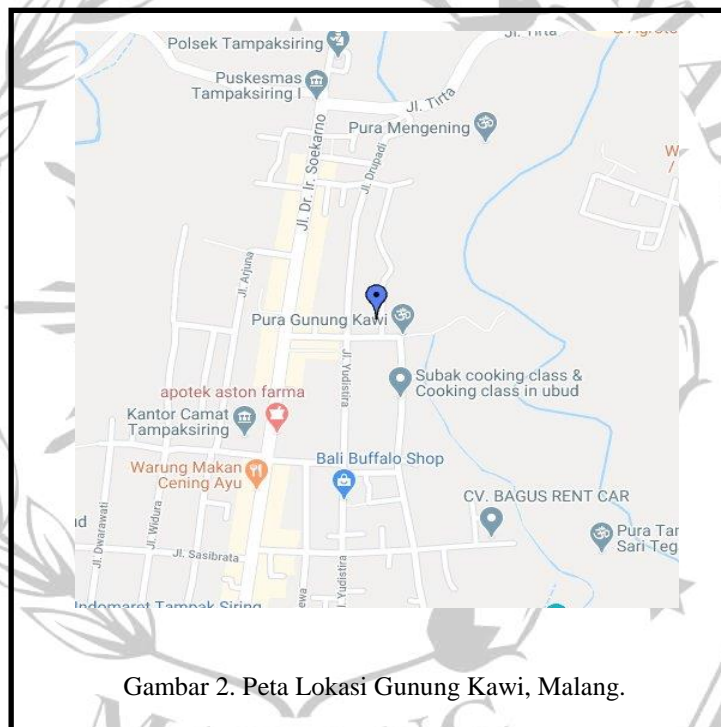 Polsek Tampaksiring
Jl. Tirta
& Agrot
Puskesmas
Tampaksiring I
Jl. Tirta
Pura Mengening
Jl. Drupadi
Jl. Dr. Ir. Soekarno
W
Jl. Arjuna
Pura Gunung Kawi
Jl. Yudistira
Subak cooking class &
Cooking class in ubud
apotek aston farma
Kantor Camat
Tampaksiring
Bali Buffalo Shop
Warung Makan
Cening Ayu
CV. BAGUS RENT CAR
Jl. Dwarawati
Jl. Widura
Pura Tar
Sari Teg
Jl. Sasibrata
Jl. Yudistira
Indomaret Tampak Siring
Gambar 2. Peta Lokasi Gunung Kawi, Malang.